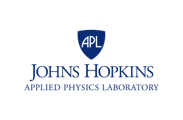 APL
JOHNS HOPKINS
APPLIED PHYSICS LABORATORY